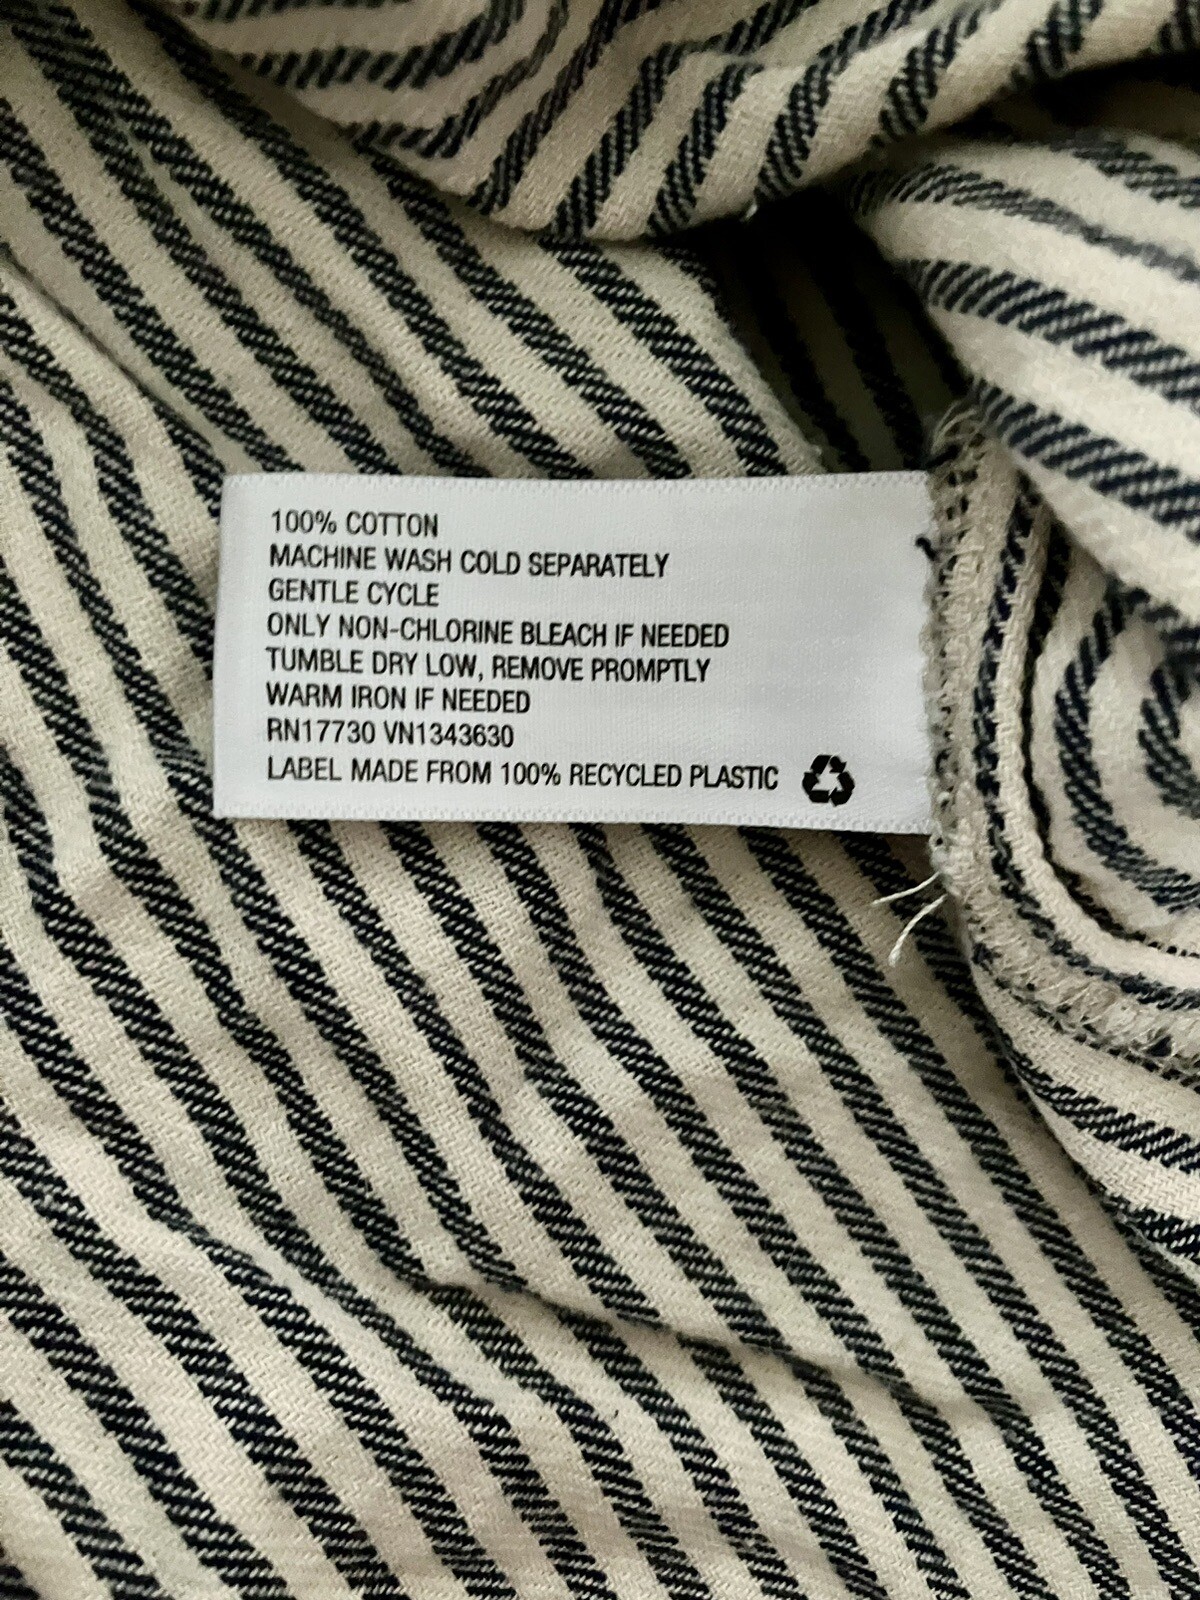 100% COTTON
MACHINE WASH COLD SEPARATELY
GENTLE CYCLE
ONLY NON-CHLORINE BLEACH IF NEEDED
TUMBLE DRY LOW, REMOVE PROMPTLY
WARM IRON IF NEEDED
RN17730 VN1343630
LABEL MADE FROM 100% RECYCLED PLASTIC